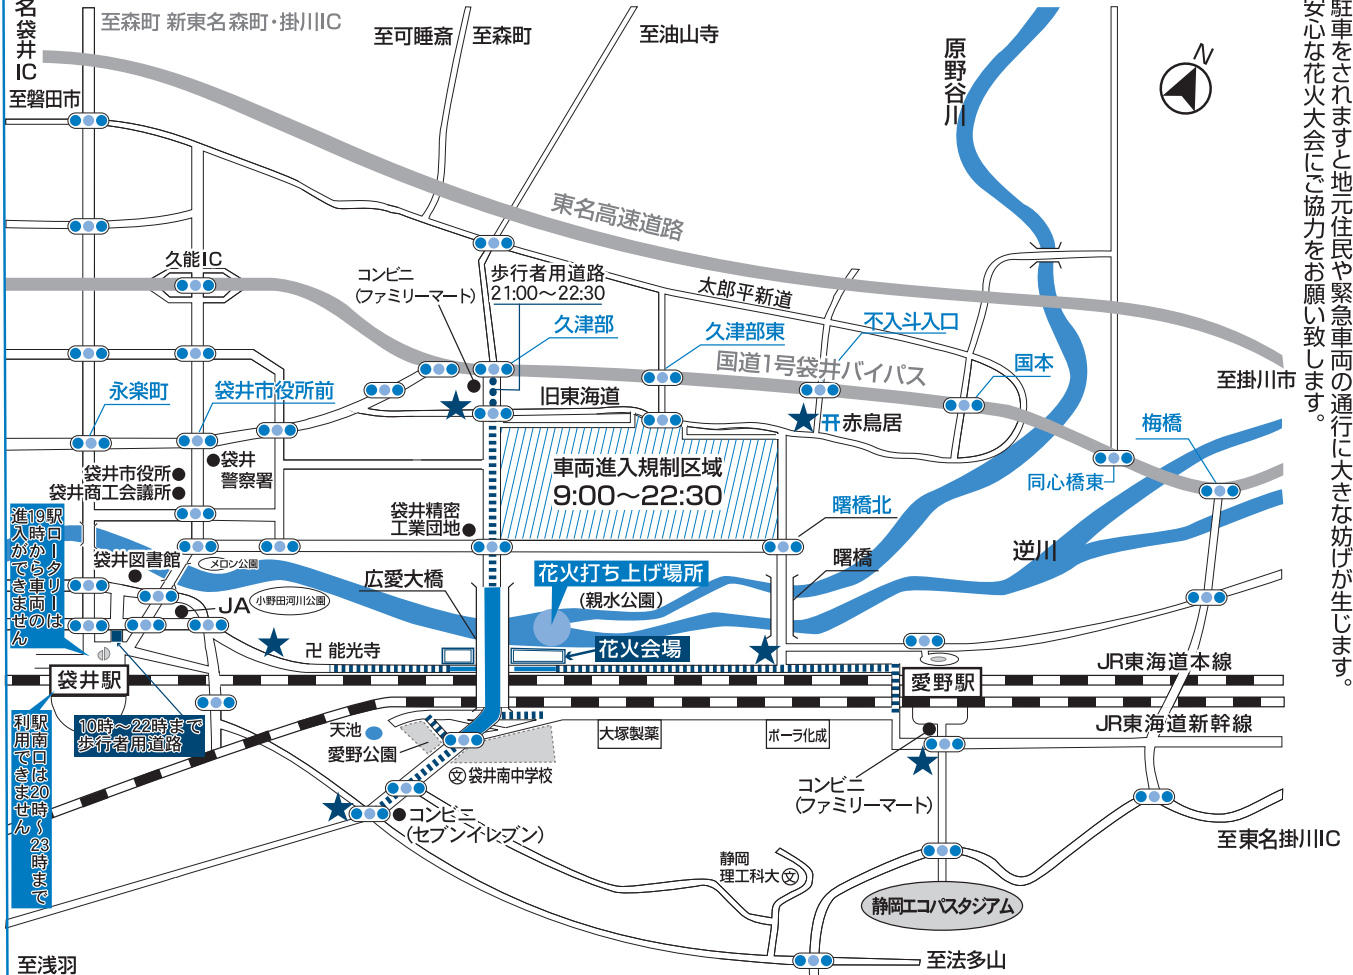 名袋井IC
至森町 新東名 森町・掛川IC
至可睡斎
至森町
至油山寺
原野谷川
N
駐車をされますと地元住民や緊急車両の通行に大きな妨げが生じます。
安心な花火大会にご協力をお願い致します。
至磐田市
東名高速道路
久能IC
コンビニ
(ファミリーマート)
歩行者用道路
21:00〜22:30
太郎平新道
久津部
久津部東
不入斗入口
国道1号袋井バイパス
国本
至掛川市
永楽町
袋井市役所前
旧東海道
赤鳥居
梅橋
袋井
警察署
袋井市役所
袋井商工会議所
車両進入規制区域
9:00〜22:30
同心橋東
袋井精密
工業団地
曙橋北
駅ロータリーは
19時から車両の
進入ができません
袋井図書館
メロン公園
広愛大橋
花火打ち上げ場所
(親水公園)
曙橋
逆川
JA
小野田河川公園
卍 能光寺
花火会場
袋井駅
愛野駅
JR東海道本線
10時〜22時まで
歩行者用道路
駅南口は20時〜23時まで
利用できません
天池
愛野公園
大塚製薬
ポーラ化成
JR東海道新幹線
文 袋井南中学校
コンビニ
(ファミリーマート)
コンビニ
(セブンイレブン)
至東名掛川IC
静岡
理工科大 文
静岡エコパスタジアム
至浅羽
至法多山